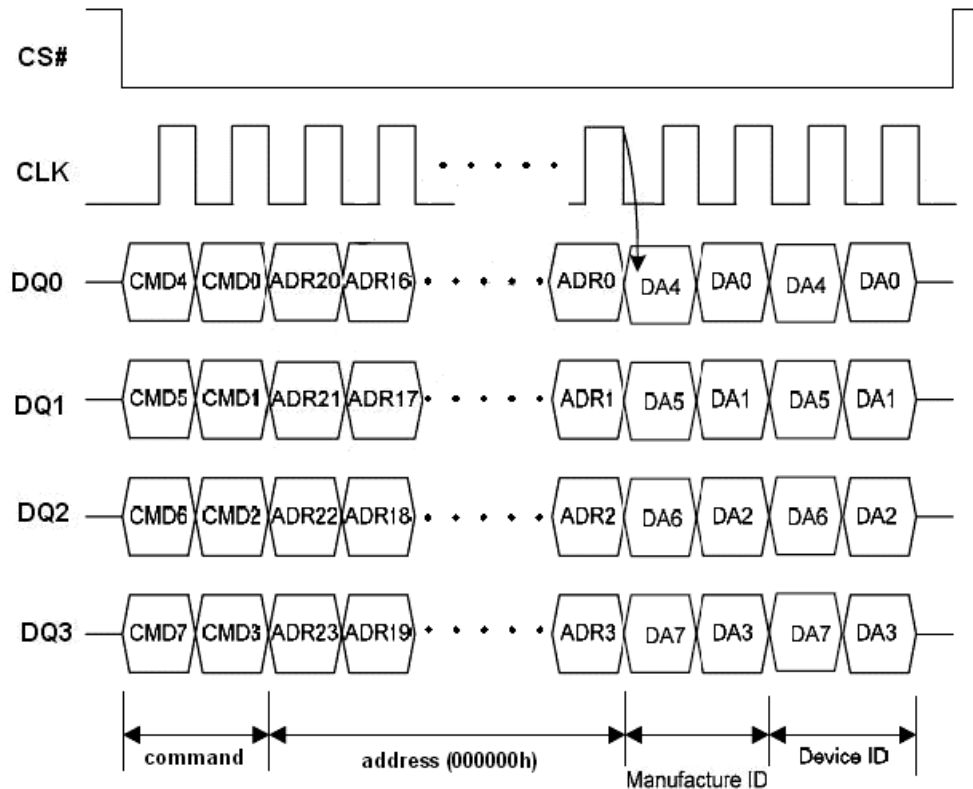 CS#
CLK
DQ0 CMD4 CMD0 ADR20 ADR16 ADR0 DA4 DA0 DA4 DA0
DQ1 CMD5 CMD1 ADR21 ADR17 ADR1 DA5 DA1 DA5 DA1
DQ2 CMD6 CMD2 ADR22 ADR18 ADR2 DA6 DA2 DA6 DA2
DQ3 CMD7 CMD3 ADR23 ADR19 ADR3 DA7 DA3 DA7 DA3
command address (000000h) Manufacture ID Device ID